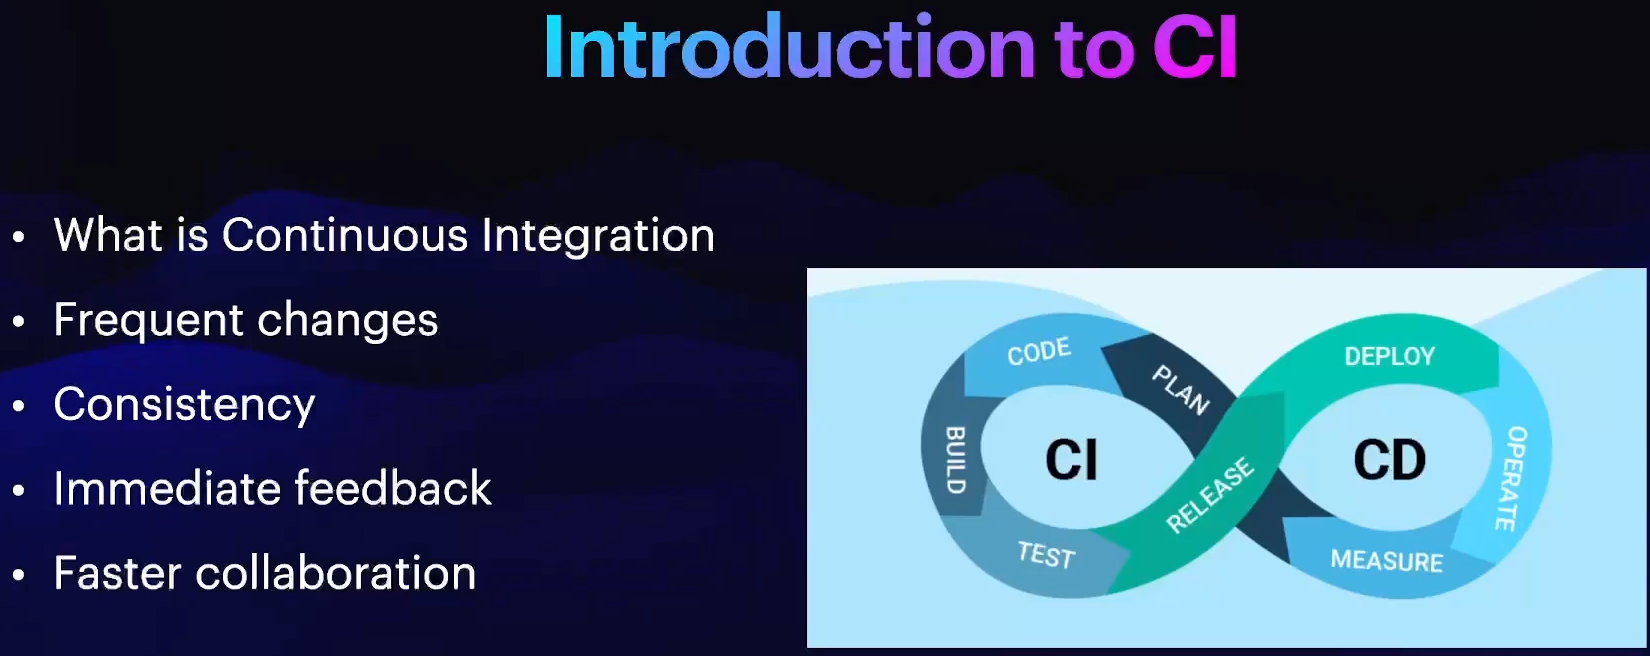 Introduction to CI
• What is Continuous Integration
• Frequent changes
• Consistency
• Immediate feedback
• Faster collaboration
CODE
PLAN
BUILD
CI
TEST
RELEASE
DEPLOY
CD
OPERATE
MEASURE